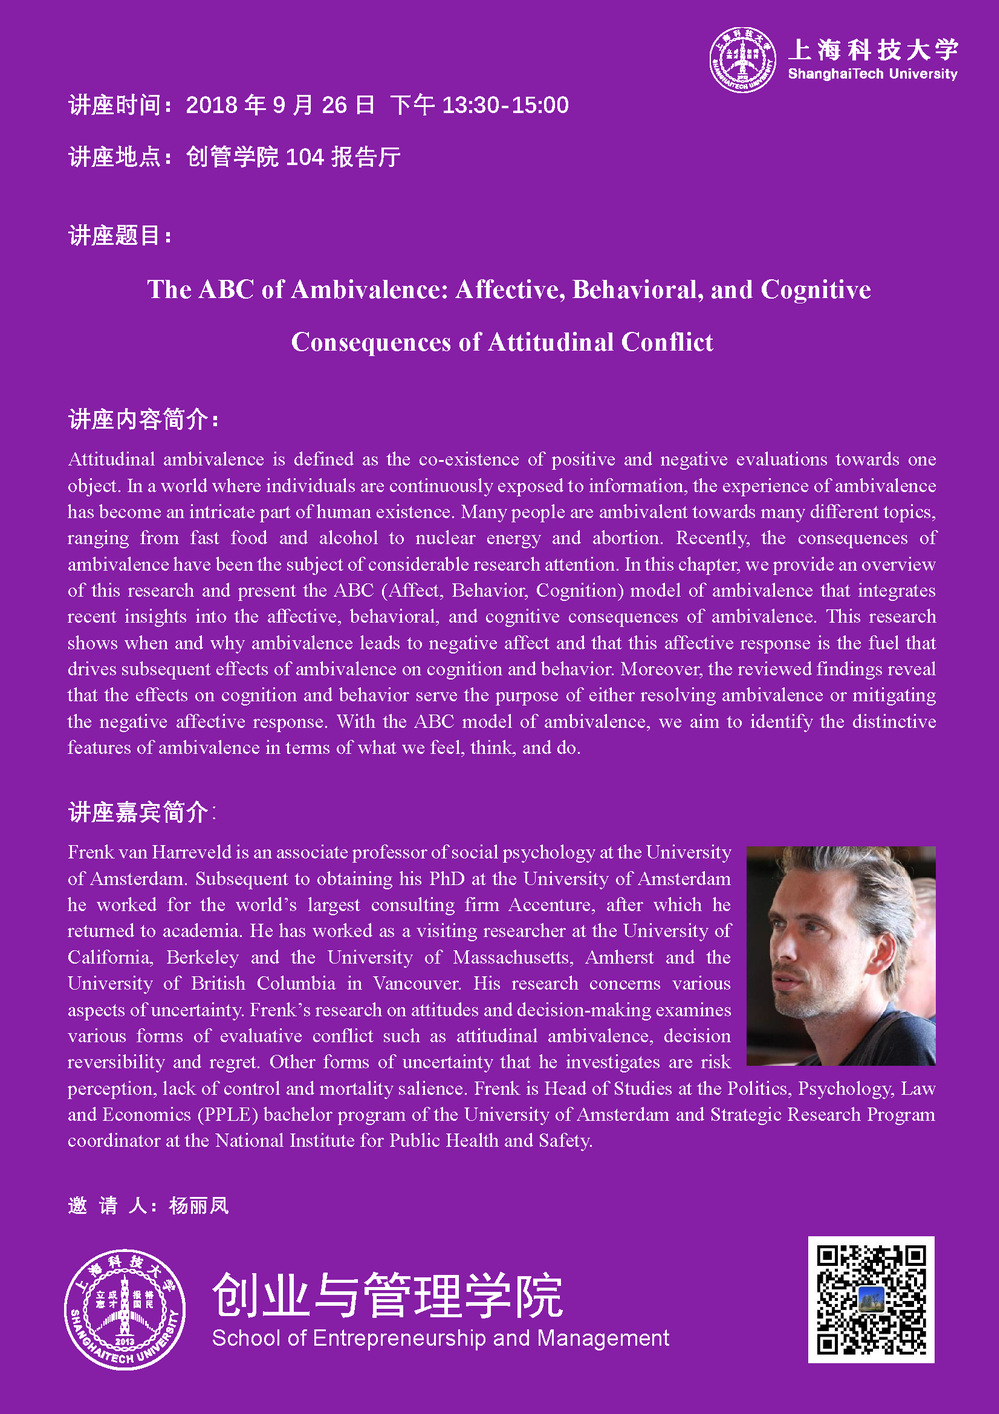 上海科技大学
ShanghaiTech University
讲座时间：2018 年 9 月 26 日 下午 13:30-15:00
讲座地点：创管学院 104 报告厅
讲座题目：
The ABC of Ambivalence: Affective, Behavioral, and Cognitive
Consequences of Attitudinal Conflict
讲座内容简介：
Attitudinal ambivalence is defined as the co-existence of positive and negative evaluations towards one
object. In a world where individuals are continuously exposed to information, the experience of ambivalence
has become an intricate part of human existence. Many people are ambivalent towards many different topics,
ranging from fast food and alcohol to nuclear energy and abortion. Recently, the consequences of
ambivalence have been the subject of considerable research attention. In this chapter, we provide an overview
of this research and present the ABC (Affect, Behavior, Cognition) model of ambivalence that integrates
recent insights into the affective, behavioral, and cognitive consequences of ambivalence. This research
shows when and why ambivalence leads to negative affect and that this affective response is the fuel that
drives subsequent effects of ambivalence on cognition and behavior. Moreover, the reviewed findings reveal
that the effects on cognition and behavior serve the purpose of either resolving ambivalence or mitigating
the negative affective response. With the ABC model of ambivalence, we aim to identify the distinctive
features of ambivalence in terms of what we feel, think, and do.
讲座嘉宾简介：
Frenk van Harreveld is an associate professor of social psychology at the University
of Amsterdam. Subsequent to obtaining his PhD at the University of Amsterdam
he worked for the world’s largest consulting firm Accenture, after which he
returned to academia. He has worked as a visiting researcher at the University of
California, Berkeley and the University of Massachusetts, Amherst and the
University of British Columbia in Vancouver. His research concerns various
aspects of uncertainty. Frenk’s research on attitudes and decision-making examines
various forms of evaluative conflict such as attitudinal ambivalence, decision
reversibility and regret. Other forms of uncertainty that he investigates are risk
perception, lack of control and mortality salience. Frenk is Head of Studies at the Politics, Psychology, Law
and Economics (PPLE) bachelor program of the University of Amsterdam and Strategic Research Program
coordinator at the National Institute for Public Health and Safety.
邀 请 人：杨丽凤
上海科技大学
立志成才 报国裕民
2013
SHANGHAITECH UNIVERSITY
创业与管理学院
School of Entrepreneurship and Management